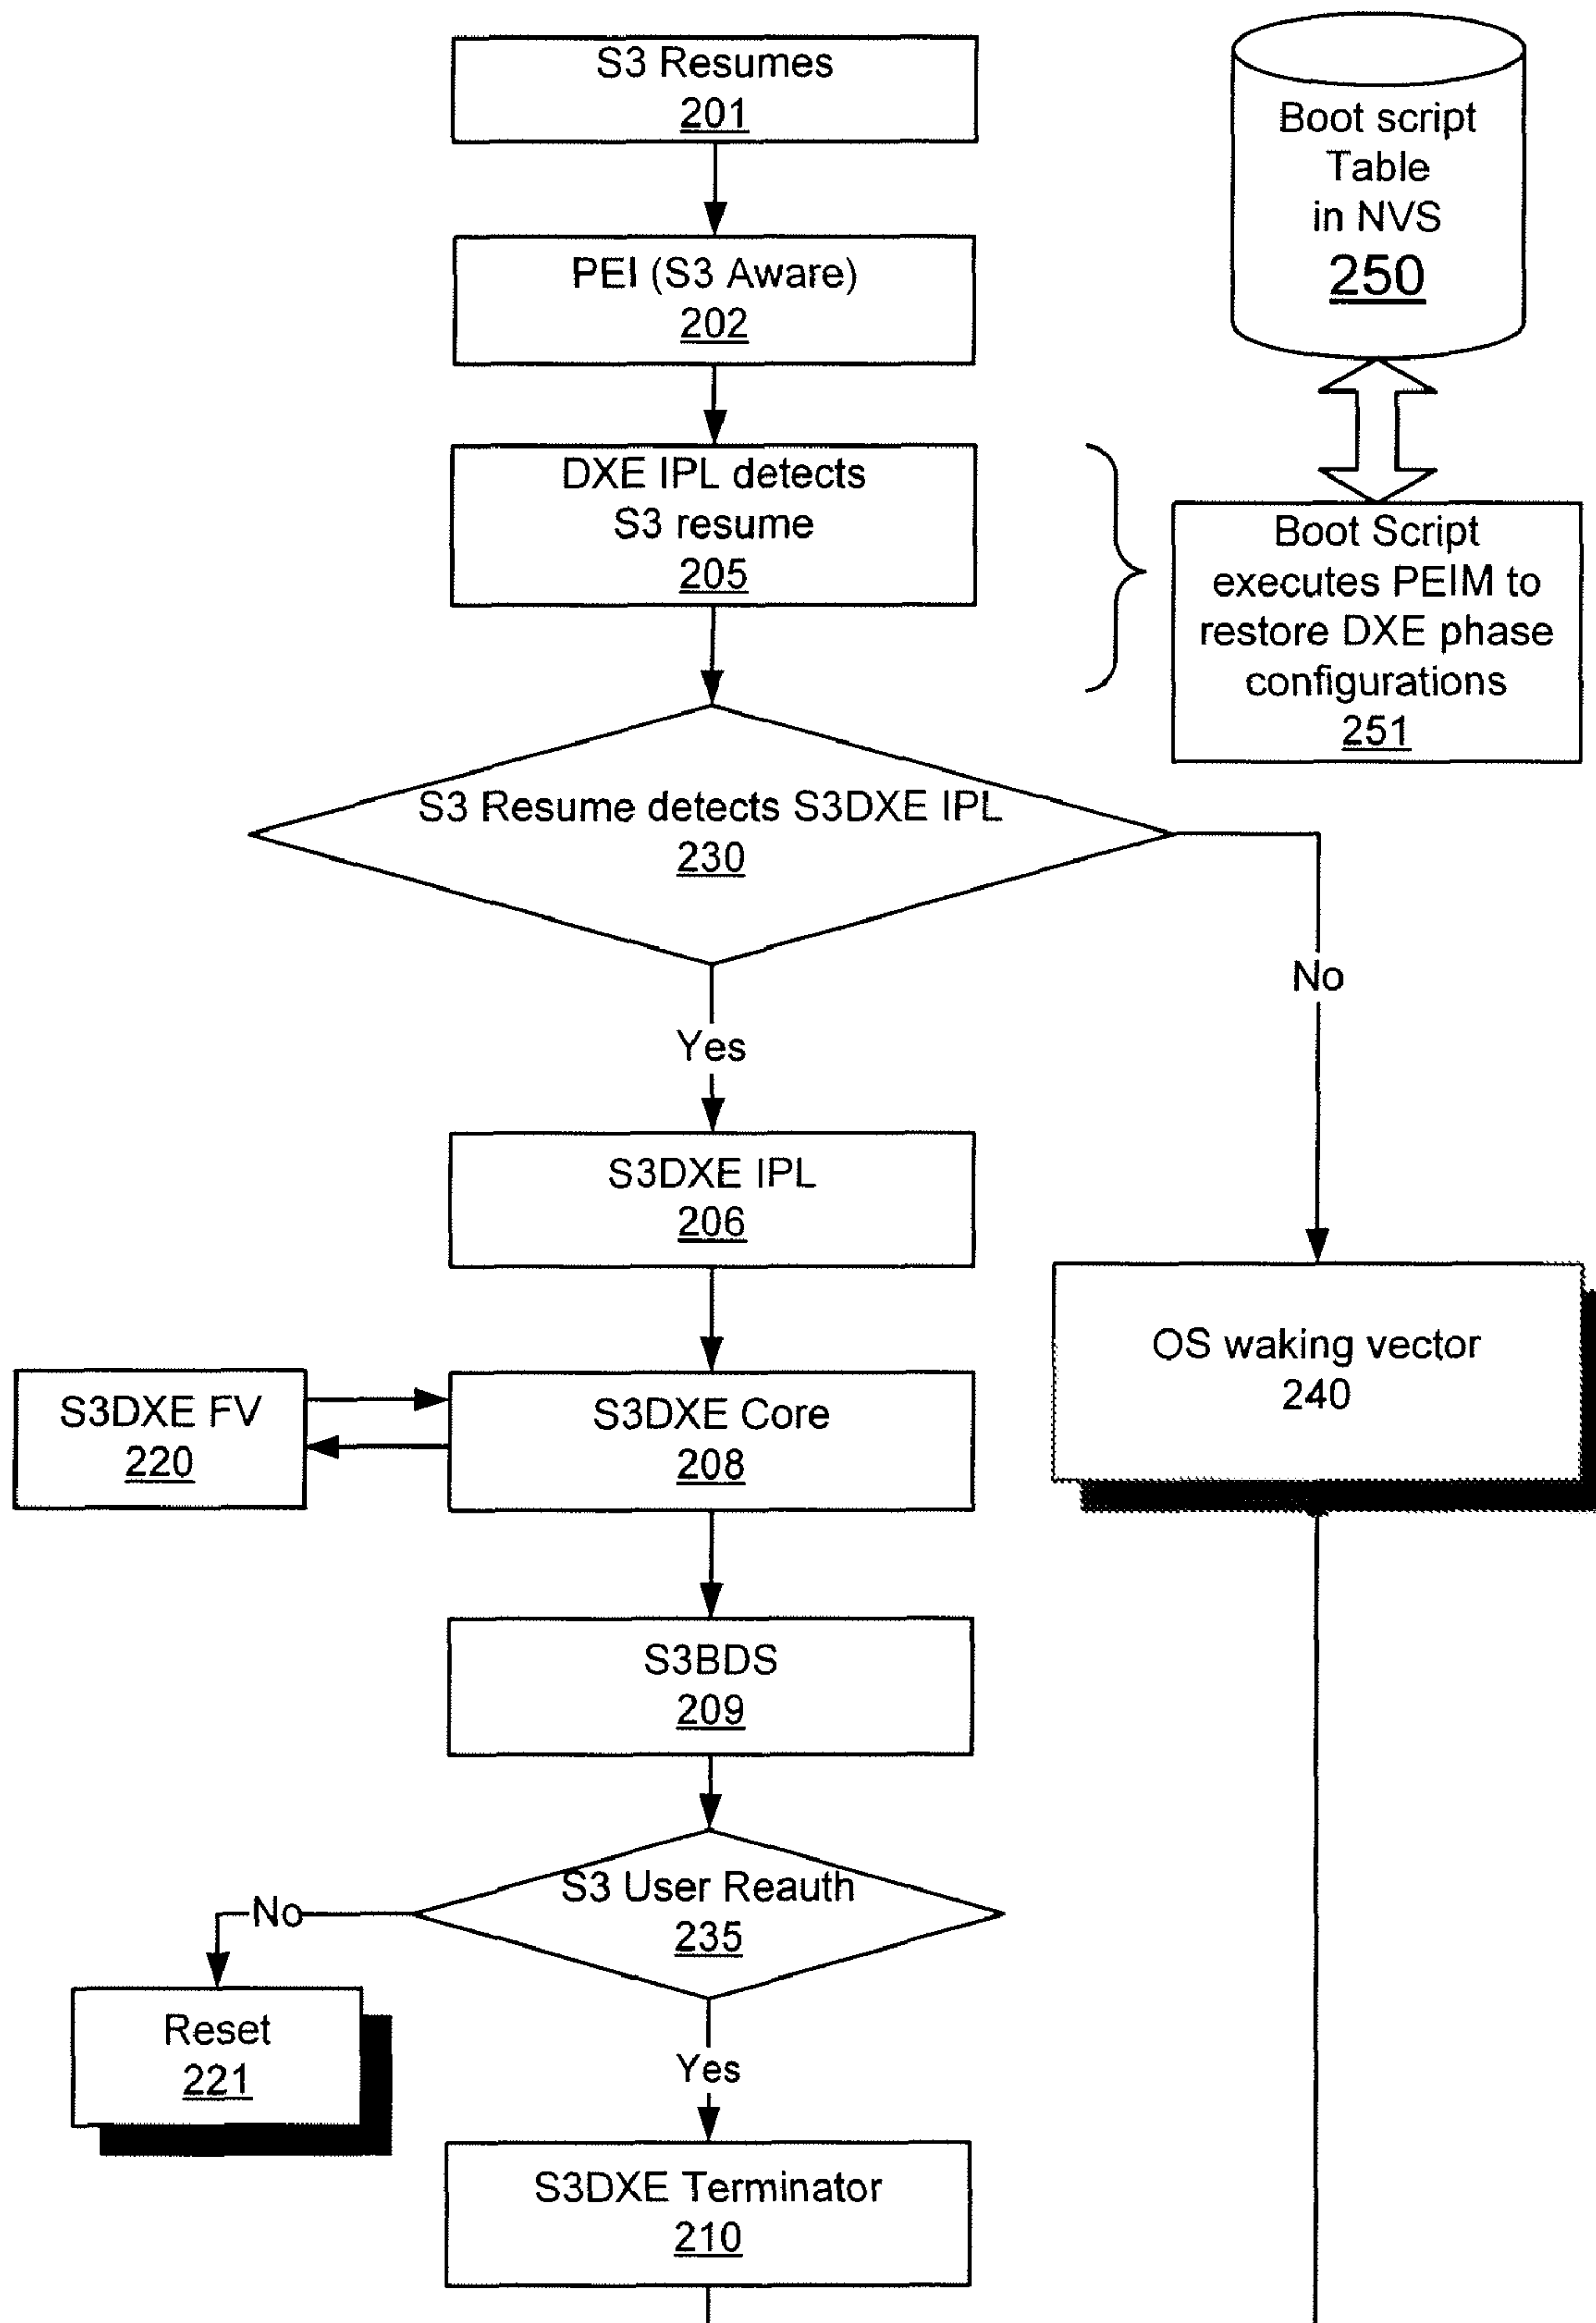 S3 Resumes
201
PEI (S3 Aware)
202
DXE IPL detects
S3 resume
205
Boot script
Table
in NVS
250
Boot Script
executes PEIM to
restore DXE phase
configurations
251
S3 Resume detects S3DXE IPL
230
No
Yes
S3DXE IPL
206
OS waking vector
240
S3DXE FV
220
S3DXE Core
208
S3BDS
209
S3 User Reauth
235
No
Reset
221
Yes
S3DXE Terminator
210